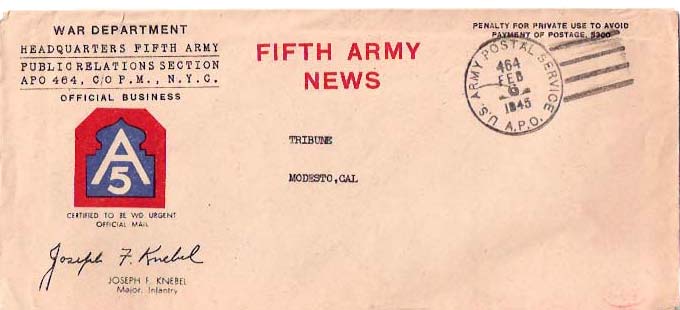 WAR DEPARTMENT
HEADQUARTERS FIFTH ARMY
PUBLIC RELATIONS SECTION
APO 464, C/O P.M., N.Y.C.
OFFICIAL BUSINESS
A
5
CERTIFIED TO BE WD URGENT
OFFICIAL MAIL
Joseph F. Knebel
JOSEPH F. KNEBEL
Major, Infantry
FIFTH ARMY
NEWS
PENALTY FOR PRIVATE USE TO AVOID
PAYMENT OF POSTAGE, $300
U.S. ARMY POSTAL SERVICE
464
FEB
1945
A.P.O.
TRIBUNE
MODESTO,CAL